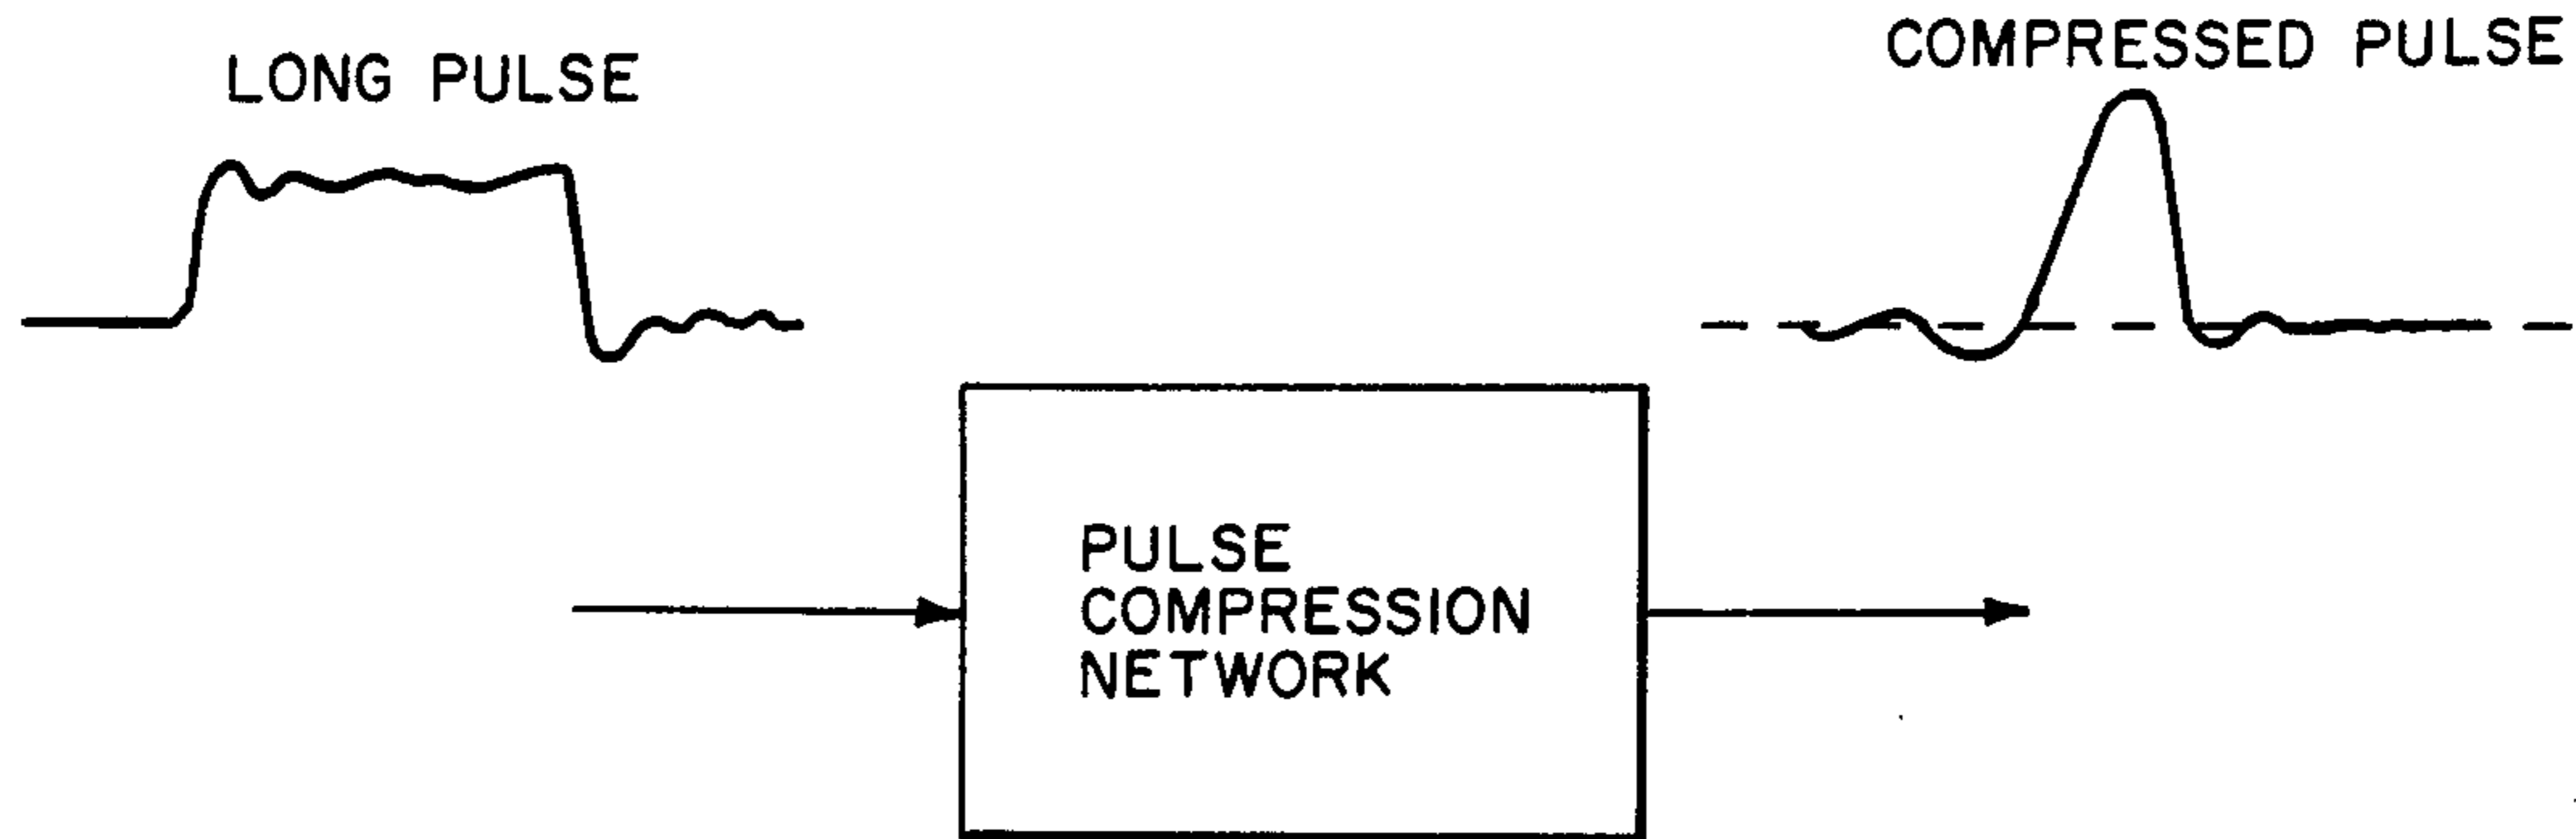 LONG PULSE
COMPRESSED PULSE
PULSE
COMPRESSION
NETWORK